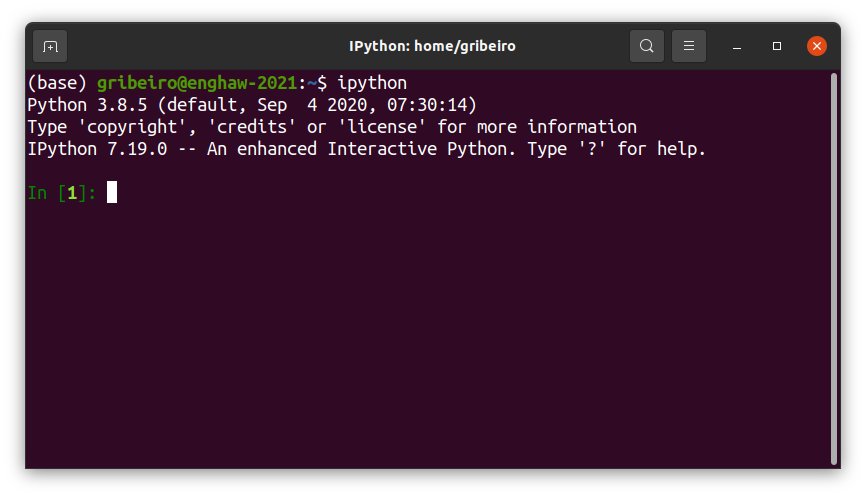 IPython: home/gribeiro
(base) gribeiro@enghaw-2021:~$ ipython
Python 3.8.5 (default, Sep  4 2020, 07:30:14)
Type 'copyright', 'credits' or 'license' for more information
IPython 7.19.0 -- An enhanced Interactive Python. Type '?' for help.
In [1]: